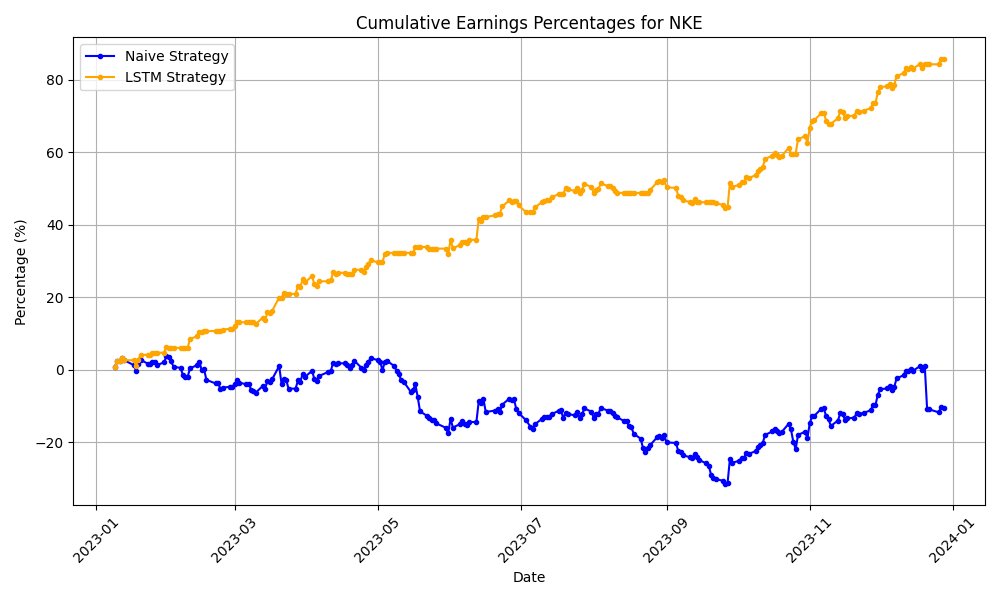 Cumulative Earnings Percentages for NKE
Naive Strategy
LSTM Strategy
Percentage (%)
80
60
40
20
0
−20
2023-01
2023-03
2023-05
2023-07
2023-09
2023-11
2024-01
Date